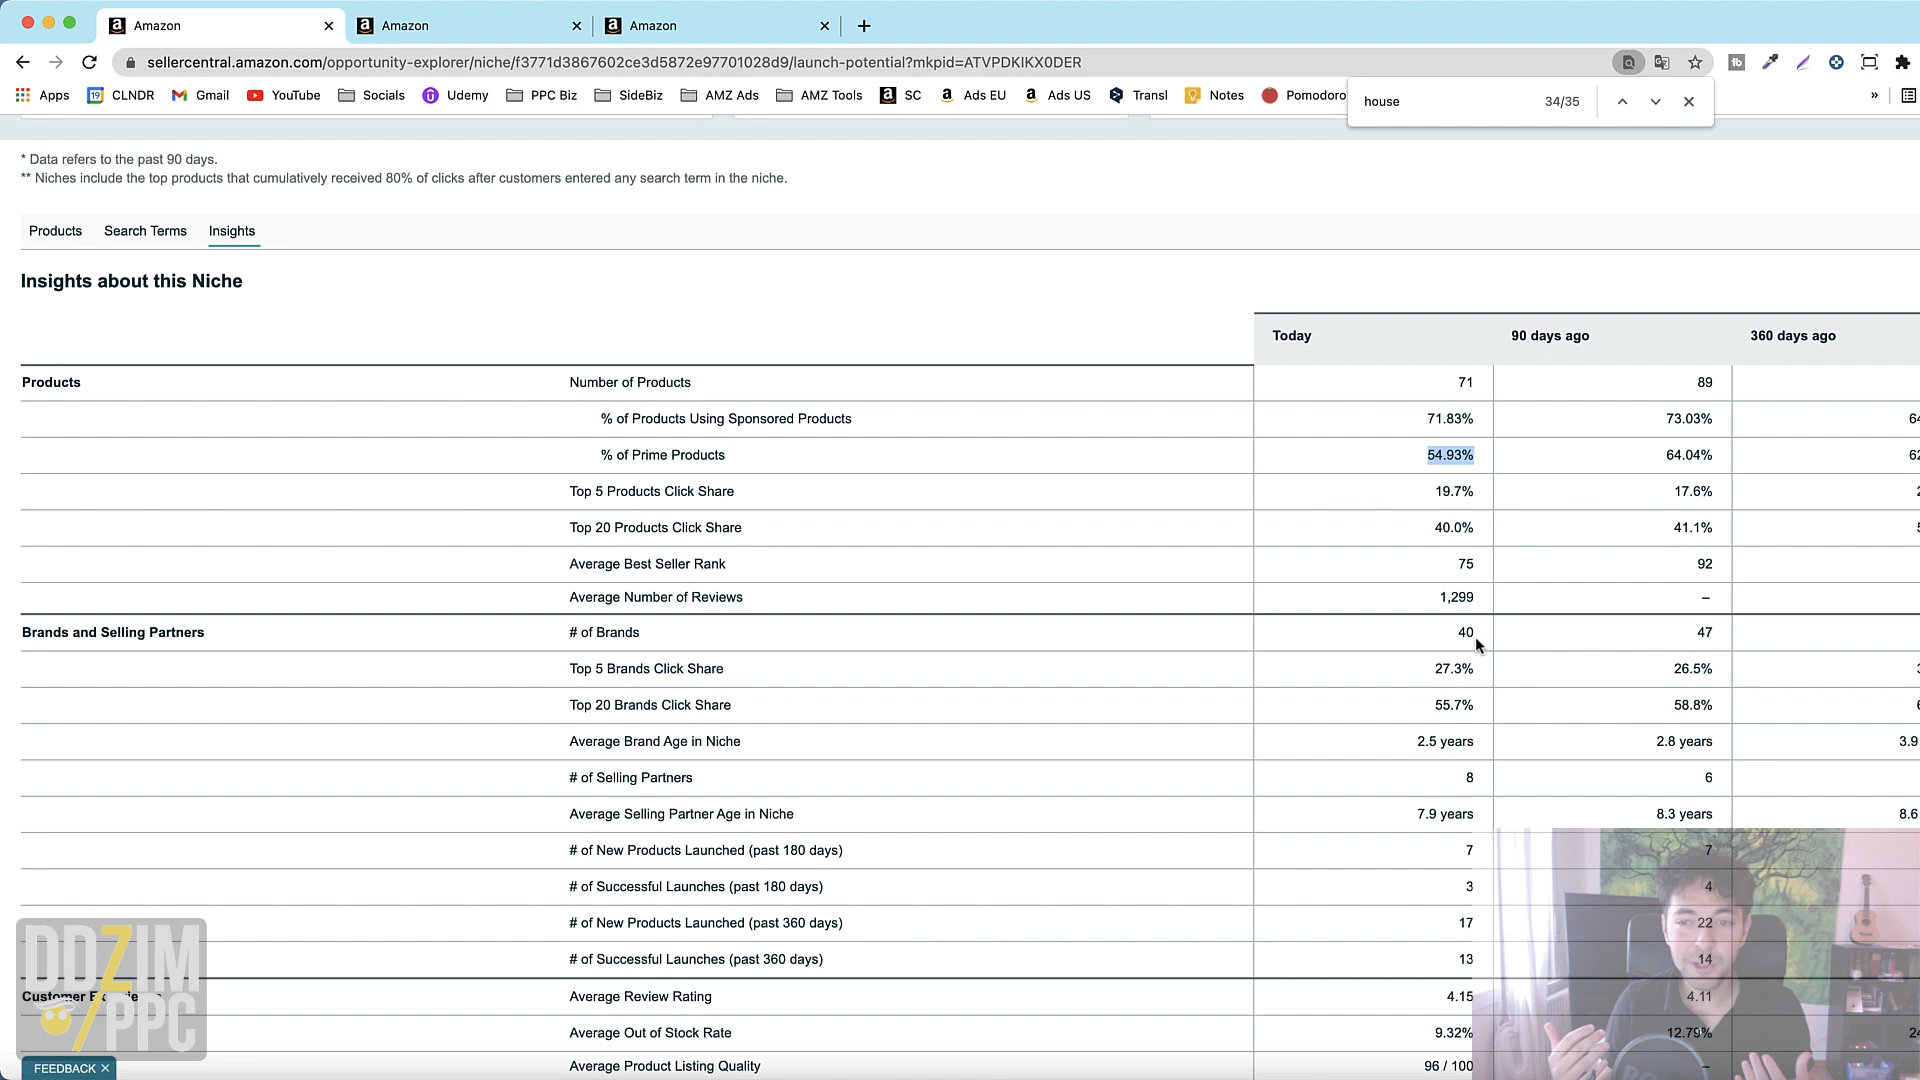 Amazon
Amazon
Amazon
sellercentral.amazon.com/opportunity-explorer/niche/f3771d3867602ce3d5872e97701028d9/launch-potential?mkpid=ATVPDKIKX0DER
Apps
19
CLNDR
Gmail
YouTube
Socials
Udemy
PPC Biz
SideBiz
AMZ Ads
AMZ Tools
SC
Ads EU
Ads US
Transl
Notes
Pomodoro
»
house 34/35
* Data refers to the past 90 days.
** Niches include the top products that cumulatively received 80% of clicks after customers entered any search term in the niche.
Products Search Terms Insights
Insights about this Niche
Today 90 days ago 360 days ago
Products Number of Products 71 89
% of Products Using Sponsored Products 71.83% 73.03%
% of Prime Products 54.93% 64.04%
Top 5 Products Click Share 19.7% 17.6%
Top 20 Products Click Share 40.0% 41.1%
Average Best Seller Rank 75 92
Average Number of Reviews 1,299 –
Brands and Selling Partners # of Brands 40 47
Top 5 Brands Click Share 27.3% 26.5%
Top 20 Brands Click Share 55.7% 58.8%
Average Brand Age in Niche 2.5 years 2.8 years 3.9
# of Selling Partners 8 6
Average Selling Partner Age in Niche 7.9 years 8.3 years 8.6
# of New Products Launched (past 180 days) 7 7
# of Successful Launches (past 180 days) 3 4
# of New Products Launched (past 360 days) 17 22
# of Successful Launches (past 360 days) 13 14
Customer Average Review Rating 4.15 4.11
Average Out of Stock Rate 9.32% 12.79%
Average Product Listing Quality 96 / 100 –
DDZIM
/PPC
FEEDBACK